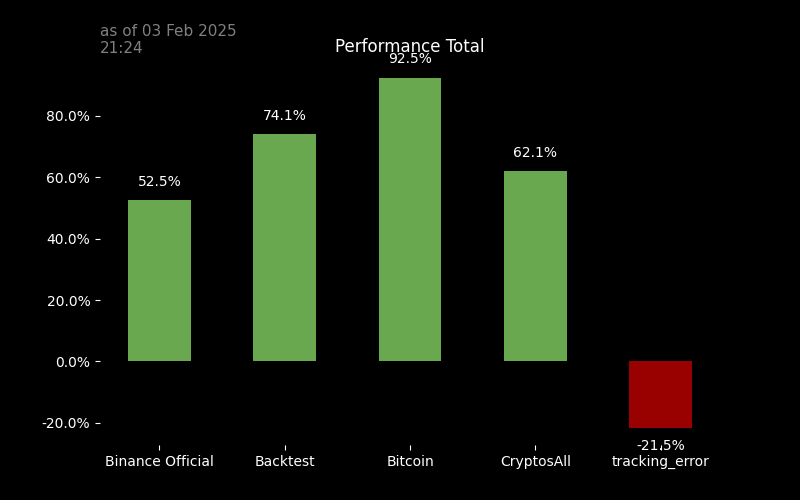 as of 03 Feb 2025
21:24
Performance Total
92.5%
80.0%
74.1%
62.1%
60.0%
52.5%
40.0%
20.0%
0.0%
-20.0%
-21.5%
Binance Official
Backtest
Bitcoin
CryptosAll
tracking_error